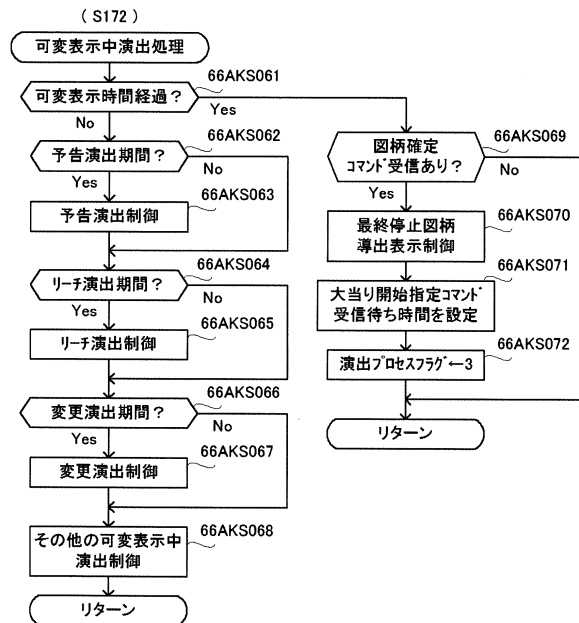 (S172)
可変表示中演出処理
66AKS061
可変表示時間経過？
Yes
No
66AKS062
予告演出期間？
No
Yes
66AKS063
予告演出制御
66AKS064
リーチ演出期間？
No
Yes
66AKS065
リーチ演出制御
66AKS066
変更演出期間？
No
Yes
66AKS067
変更演出制御
66AKS068
その他の可変表示中
演出制御
リターン
66AKS069
図柄確定
コマンド受信あり？
No
Yes
66AKS070
最終停止図柄
導出表示制御
66AKS071
大当り開始指定コマンド
受信待ち時間を設定
66AKS072
演出プロセスフラグ←3
リターン